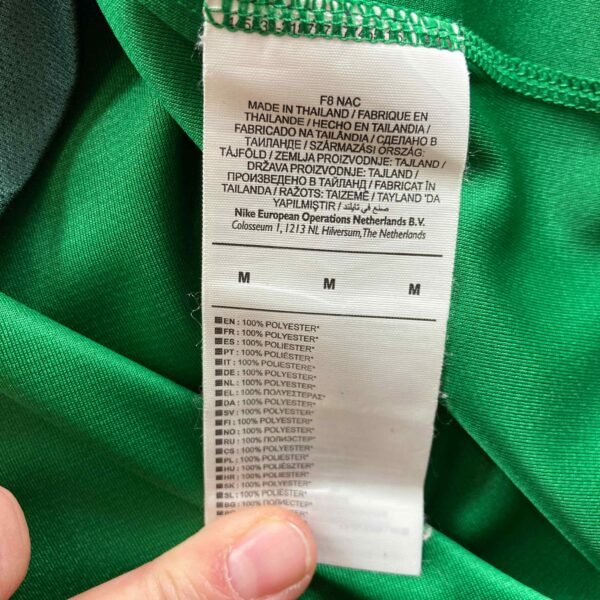 F8 NAC
MADE IN THAILAND / FABRIQUE EN
THAILANDE / HECHO EN TAILANDIA /
FABRICADO NA TAILÂNDIA / СДЕЛАНО В
ТАИЛАНДЕ / SZÁRMAZÁSI ORSZÁG:
TÁJFÖLD / ZEMLJA PROIZVODNJE: TAJLAND /
DRŽAVA PROIZVODNJE: TAJLAND /
ПРОИЗВЕДЕНО В ТАЙЛАНД / FABRICAT ÎN
TAILANDA / RAŽOTS: TAIZEMĒ / TAYLAND 'DA
YAPILMIŞTIR / صنع في تايلند
Nike European Operations Netherlands B.V.
Colosseum 1, 1213 NL Hilversum, The Netherlands
M M M
EN : 100% POLYESTER*
FR : 100% POLYESTER*
ES : 100% POLIESTER*
PT : 100% POLIÉSTER*
IT : 100% POLIESTERE*
DE : 100% POLYESTER*
NL : 100% POLYESTER*
EL : 100% ΠΟΛΥΕΣΤΕΡΑΣ*
DA : 100% POLYESTER*
SV : 100% POLYESTER*
FI : 100% POLYESTERI*
NO : 100% POLYESTER*
RU : 100% ПОЛИЭСТЕР*
CS : 100% POLYESTER*
PL : 100% POLIESTER*
HU : 100% POLIÉSZTER*
HR : 100% POLIESTER*
SK : 100% POLYESTER*
SL : 100% POLIESTER*
BG : 100% ПОЛИЕСТЕР*